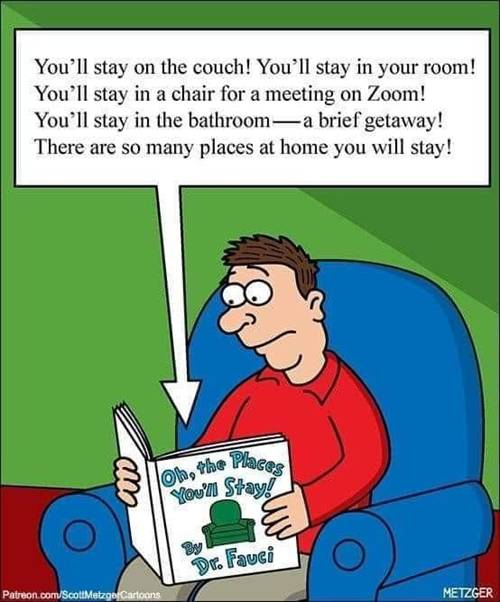 You'll stay on the couch! You'll stay in your room!
You'll stay in a chair for a meeting on Zoom!
You'll stay in the bathroom—a brief getaway!
There are so many places at home you will stay!
Oh, the Places
You'll Stay!
By
Dr. Fauci
Patreon.com/ScottMetzgerCartoons
METZGER